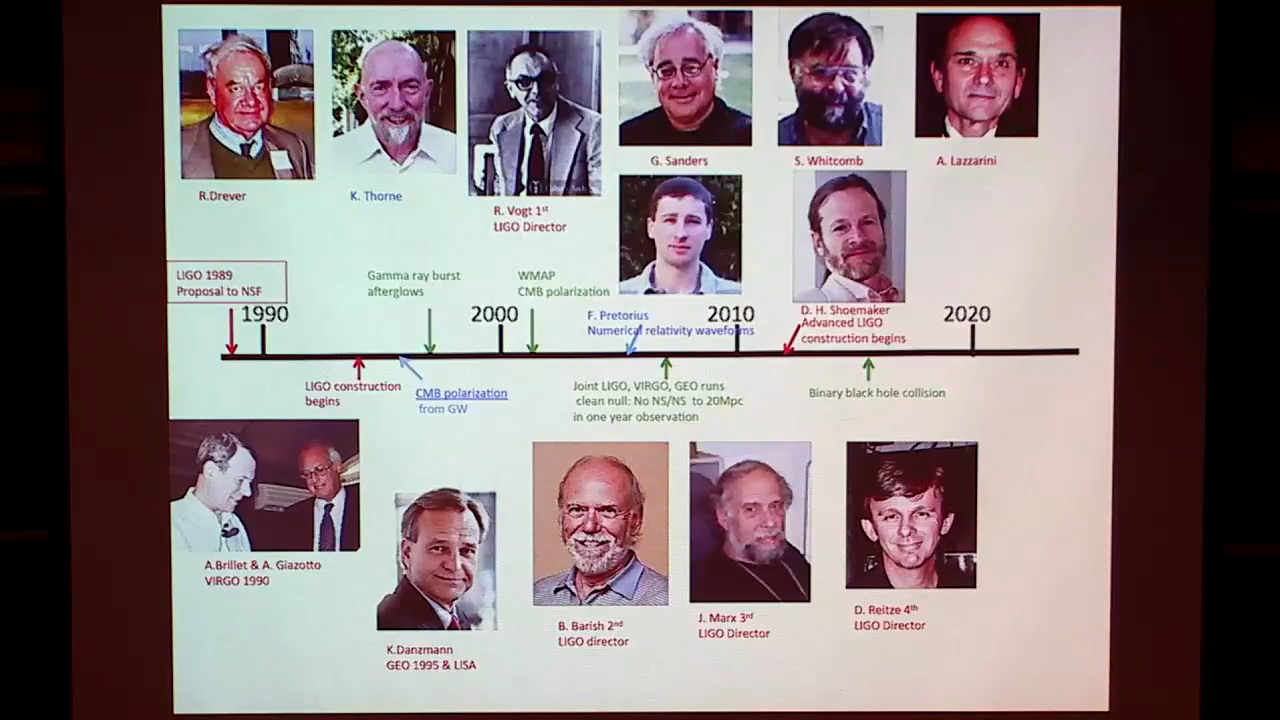 R.Drever
K. Thorne
R. Vogt 1st
LIGO Director
G. Sanders
S. Whitcomb
A. Lazzarini
LIGO 1989
Proposal to NSF
Gamma ray burst
afterglows
WMAP
CMB polarization
F. Pretorius
Numerical relativity waveforms
D. H. Shoemaker
Advanced LIGO
construction begins
1990
2000
2010
2020
LIGO construction
begins
CMB polarization
from GW
Joint LIGO, VIRGO, GEO runs
clean null: No NS/NS to 20Mpc
in one year observation
Binary black hole collision
A.Brillet & A. Giazotto
VIRGO 1990
K.Danzmann
GEO 1995 & LISA
B. Barish 2nd
LIGO director
J. Marx 3rd
LIGO Director
D. Reitze 4th
LIGO Director